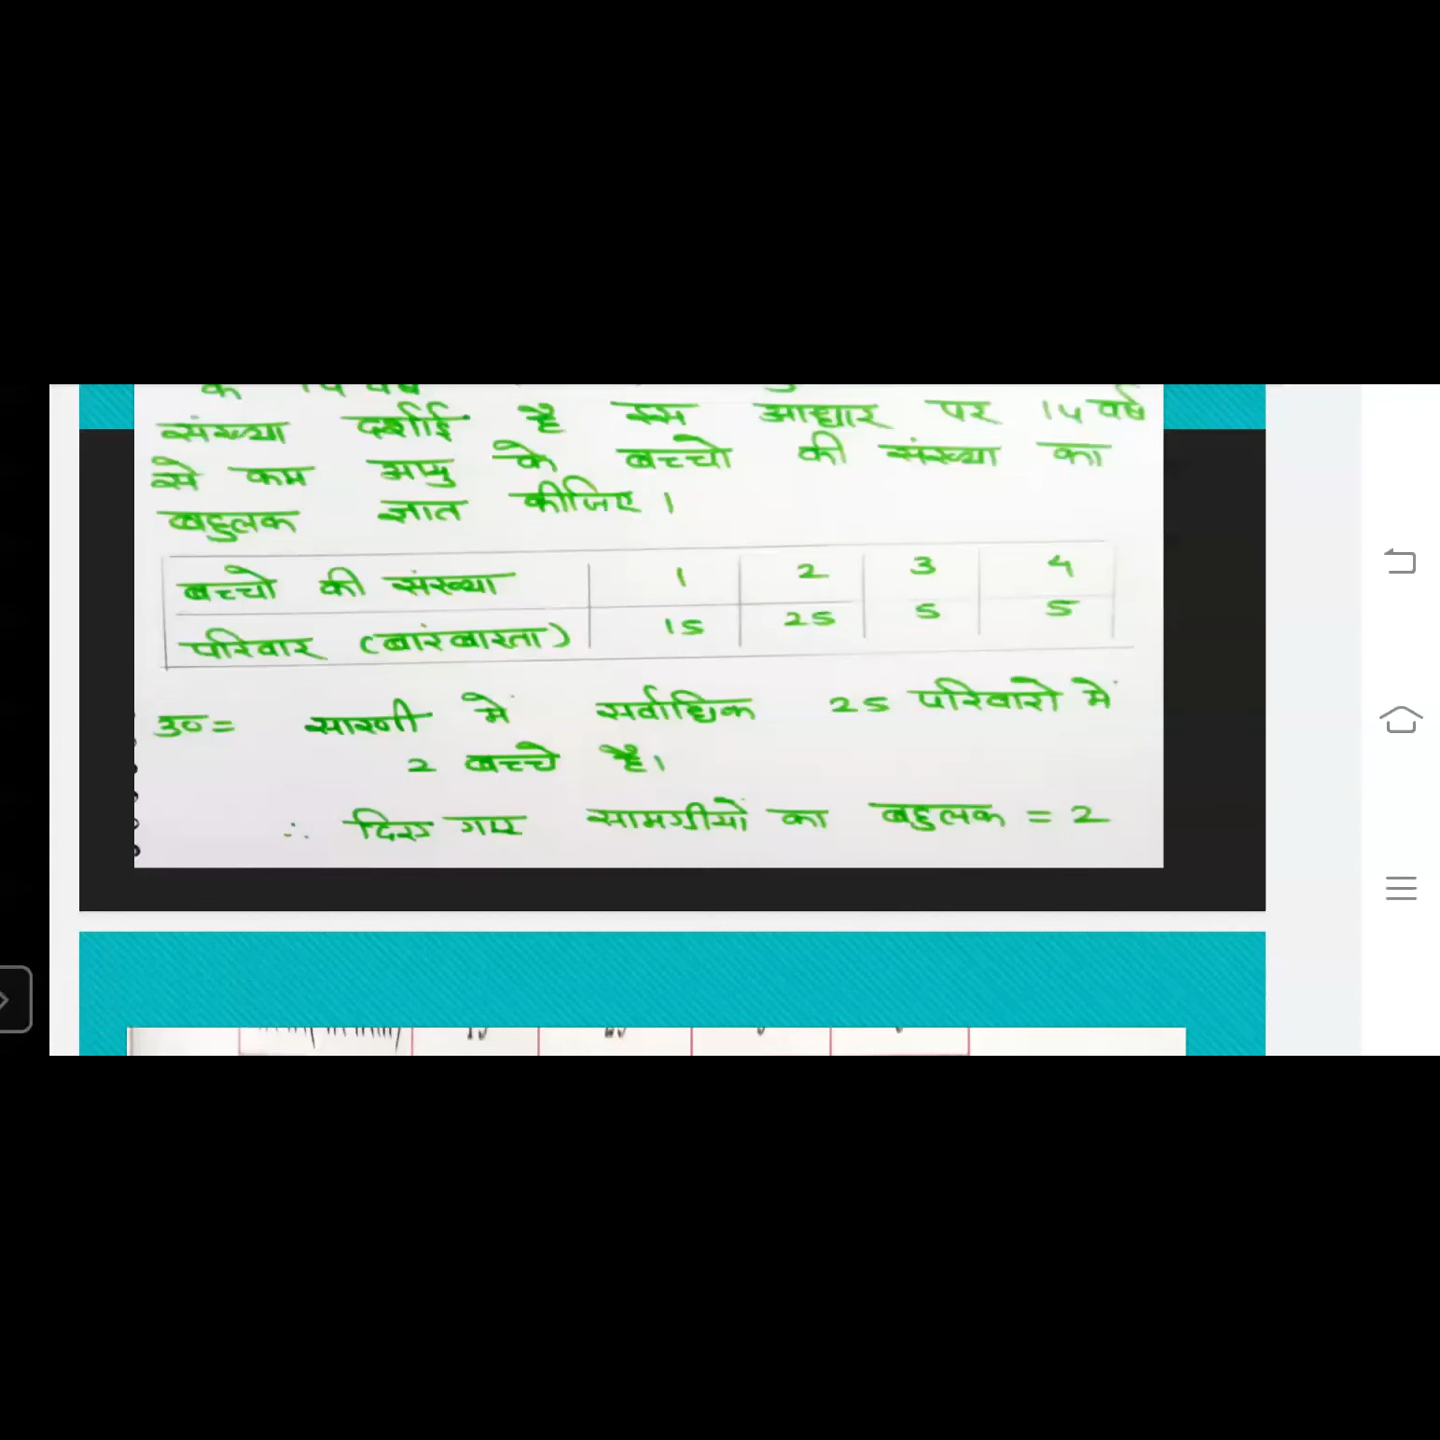 संख्या दर्शाई है इस आधार पर 14 वर्ष
से कम आयु के बच्चो की संख्या का
बहुलक ज्ञात कीजिए।
बच्चो की संख्या 1 2 3 4
परिवार (बारंबारता) 15 25 5 5
उ०= सारणी में सर्वाधिक 25 परिवारो में
2 बच्चे है।
∴ दिए गए सामग्रीयों का बहुलक = 2